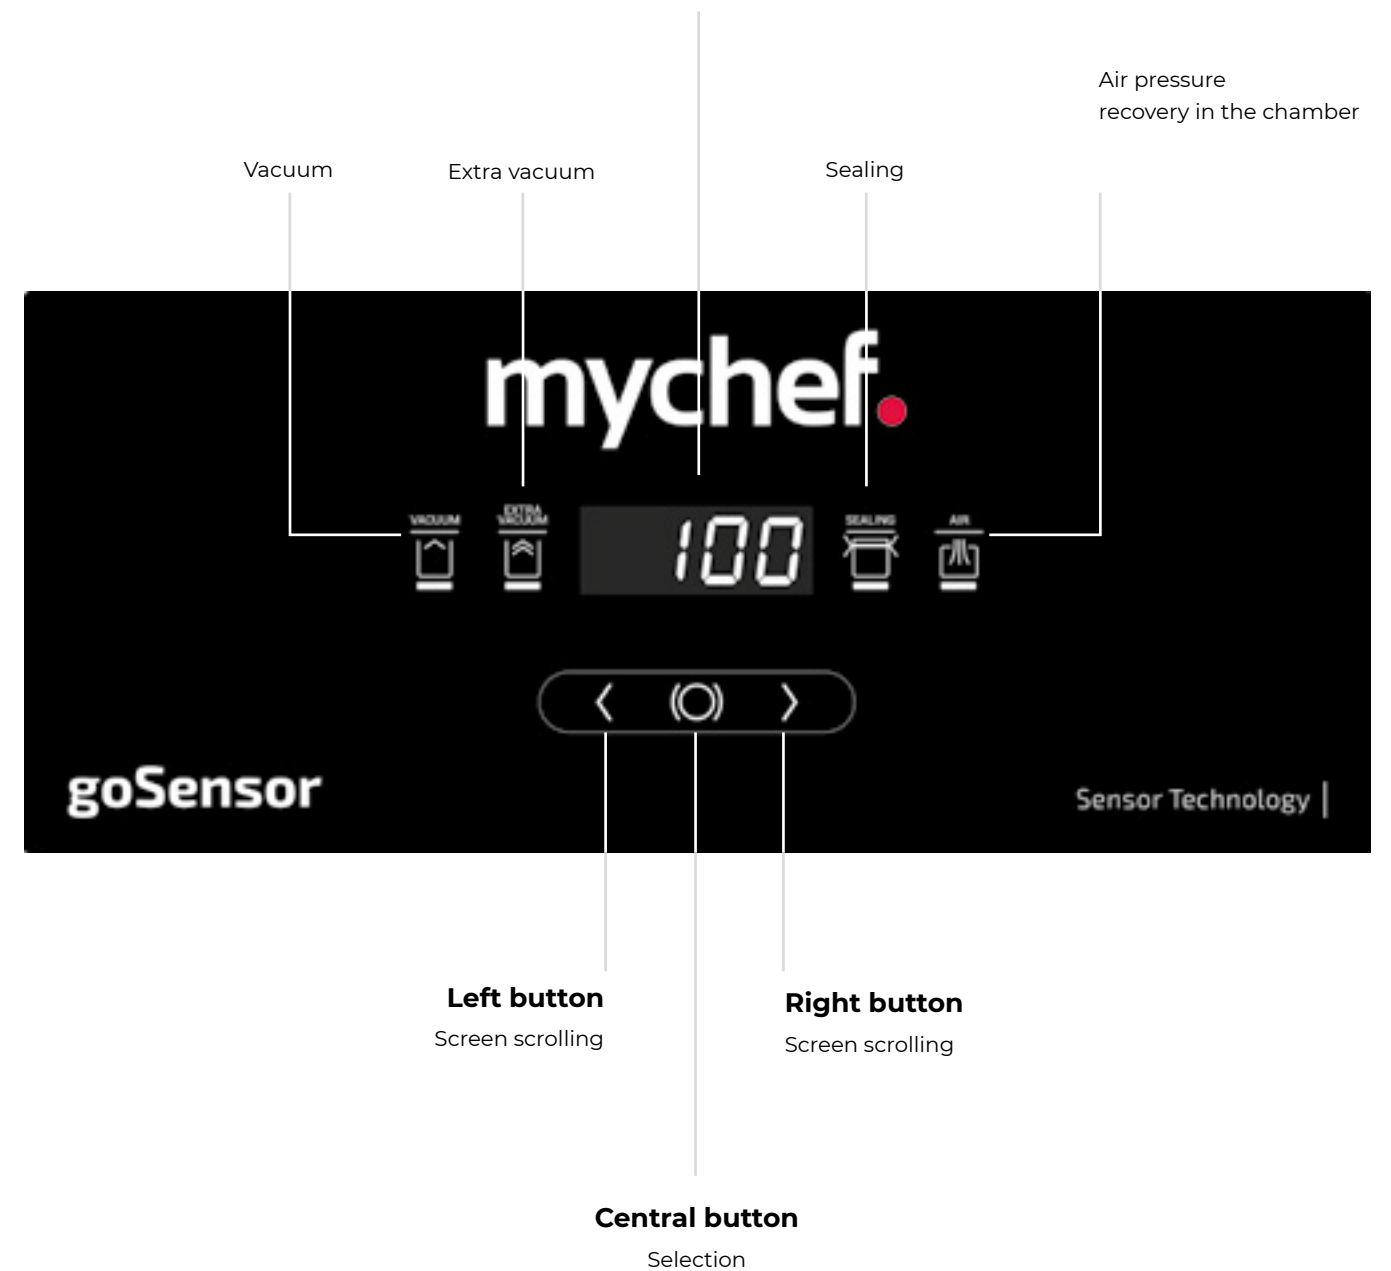 Air pressure
recovery in the chamber
Vacuum
Extra vacuum
Sealing
mychef.
VACUUM
EXTRA
VACUUM
100
SEALING
AIR
goSensor
Sensor Technology
Left button
Screen scrolling
Right button
Screen scrolling
Central button
Selection